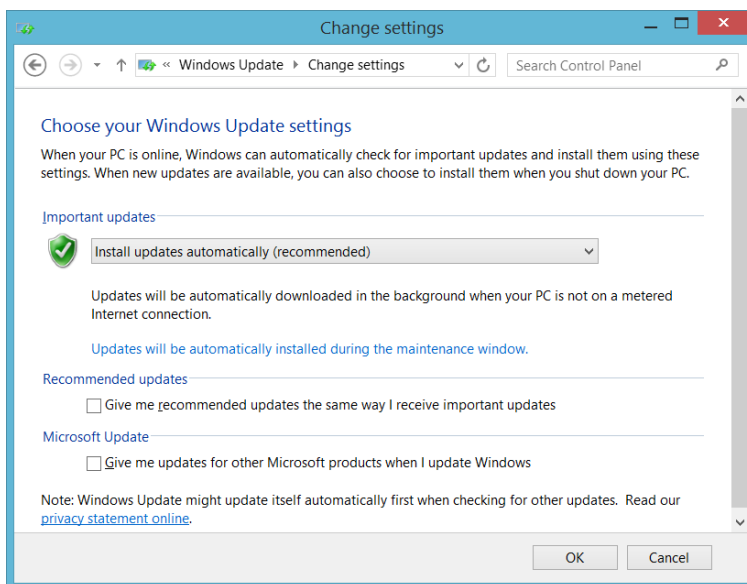 Change settings
« Windows Update Change settings
Search Control Panel
Choose your Windows Update settings
When your PC is online, Windows can automatically check for important updates and install them using these
settings. When new updates are available, you can also choose to install them when you shut down your PC.
Important updates
Install updates automatically (recommended)
Updates will be automatically downloaded in the background when your PC is not on a metered
Internet connection.
Updates will be automatically installed during the maintenance window.
Recommended updates
Give me recommended updates the same way I receive important updates
Microsoft Update
Give me updates for other Microsoft products when I update Windows
Note: Windows Update might update itself automatically first when checking for other updates. Read our
privacy statement online.
OK Cancel